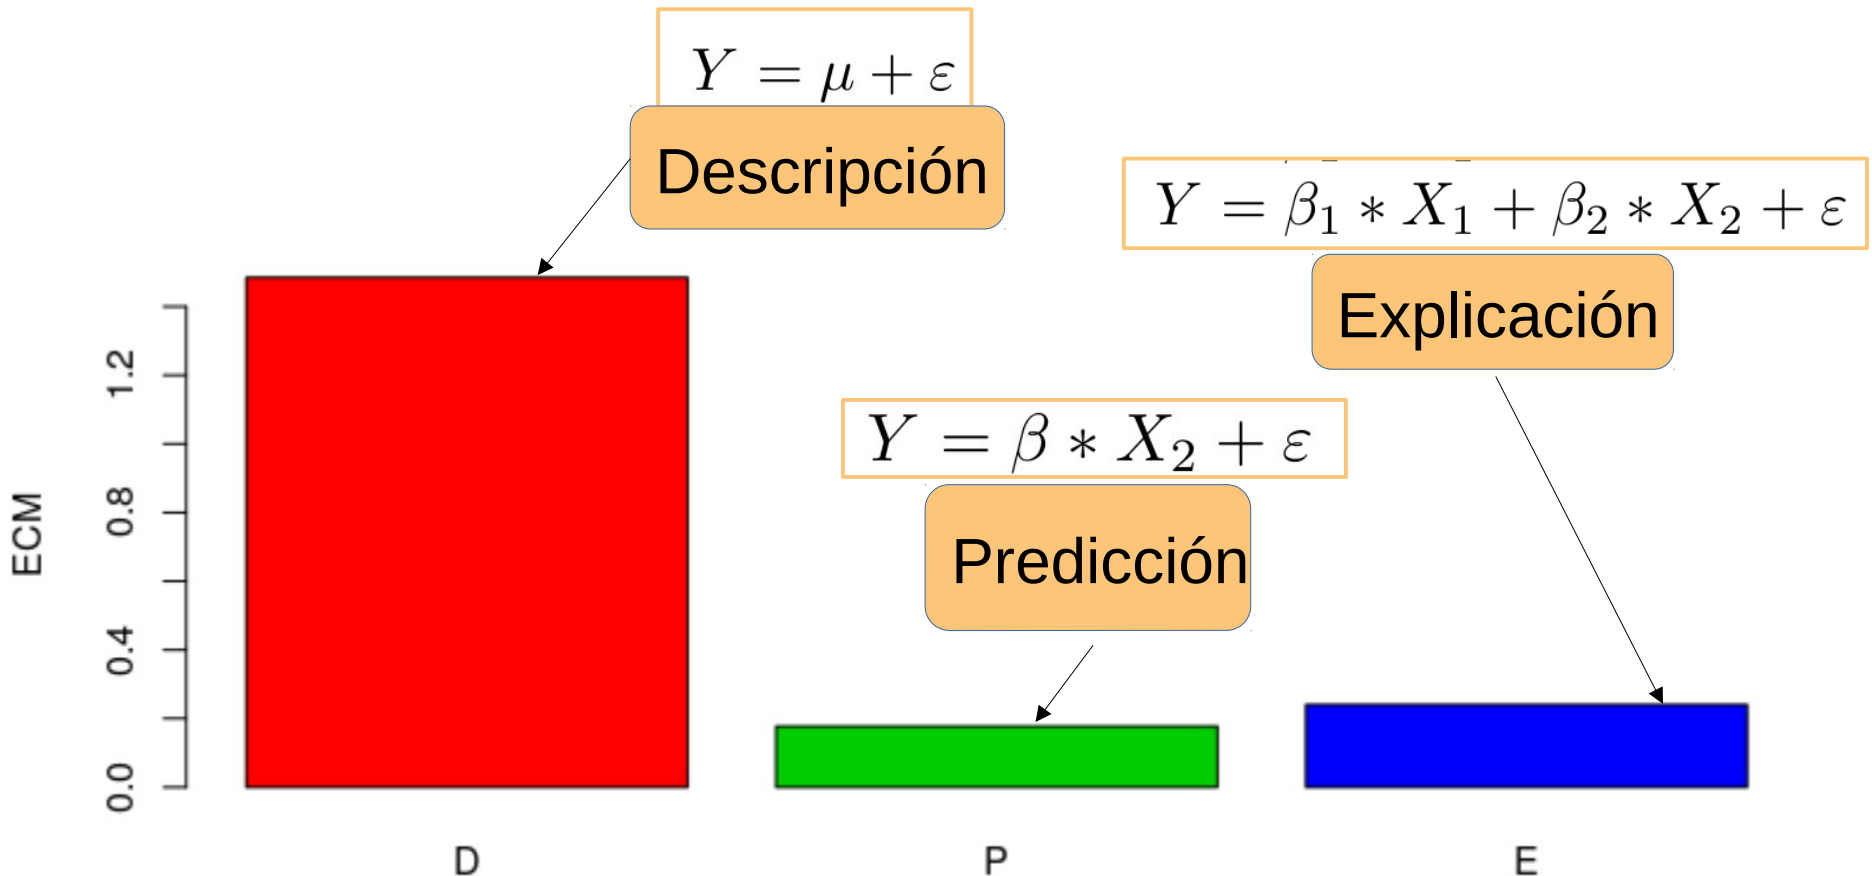 Y = μ + ε
Descripción
Y = β₁ * X₁ + β₂ * X₂ + ε
Explicación
Y = β * X₂ + ε
Predicción
ECM
1.2
0.8
0.4
0.0
D P E